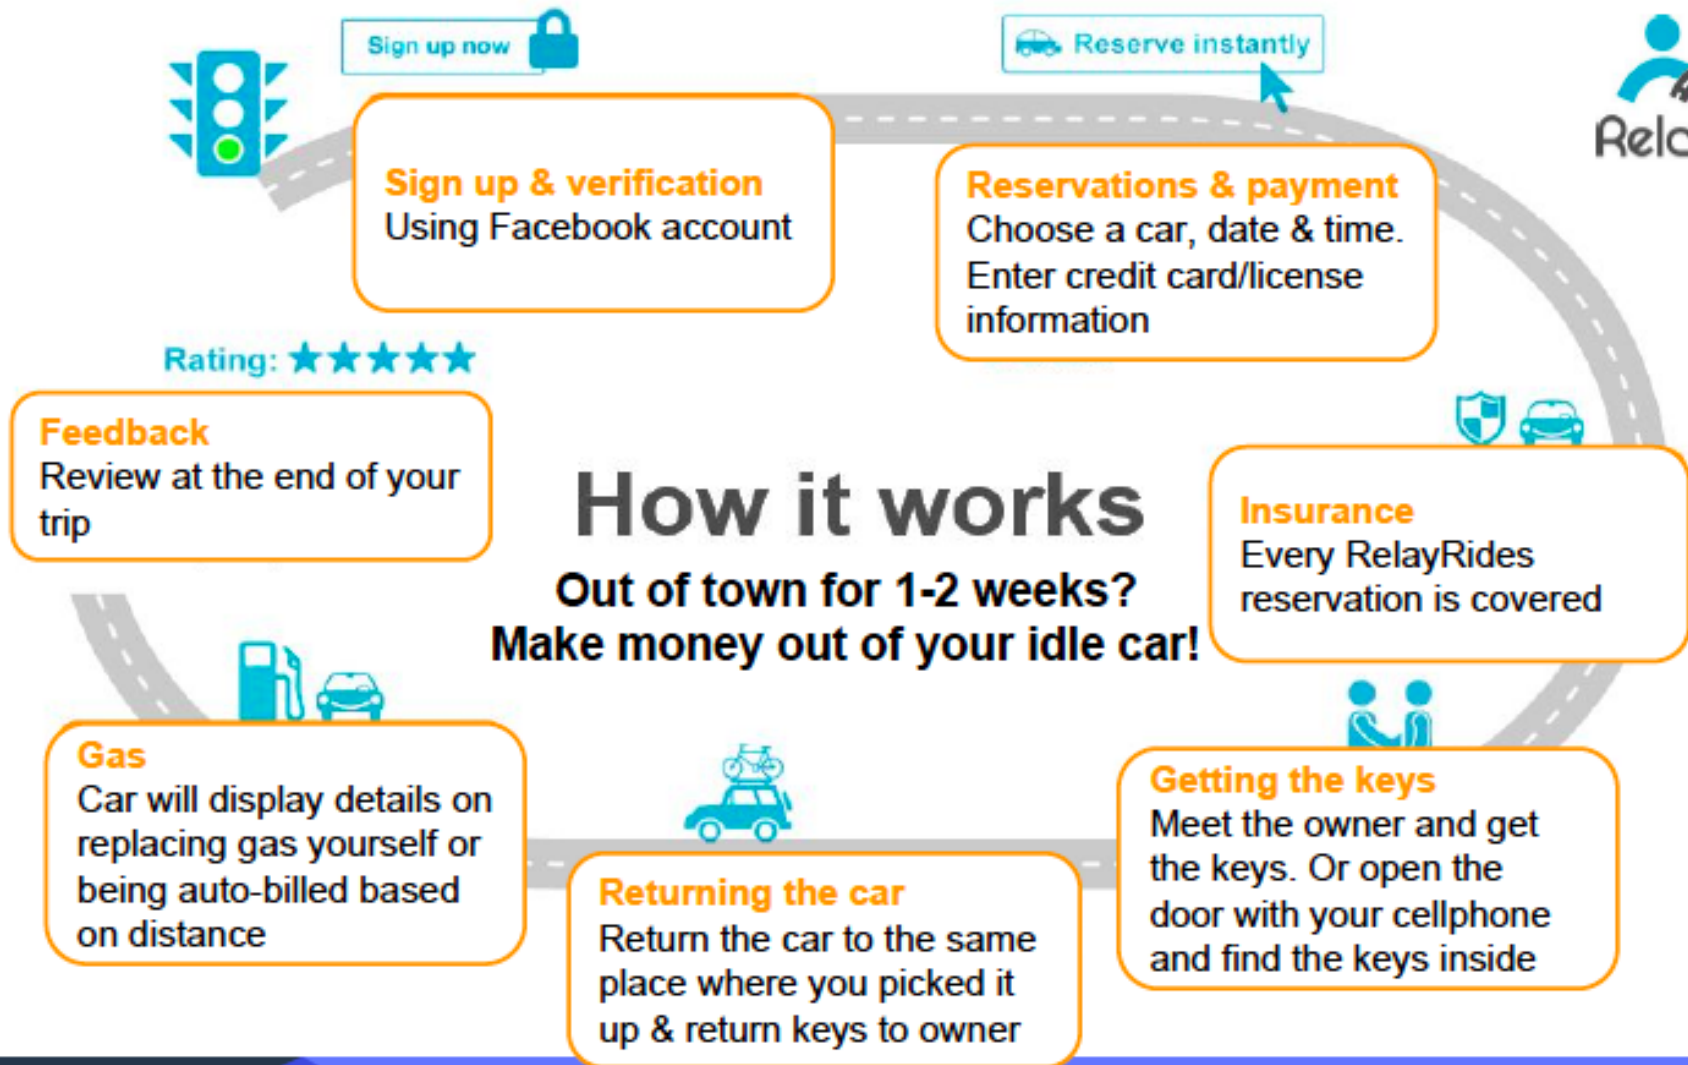 Sign up now
Reserve instantly
Sign up & verification
Using Facebook account
Reservations & payment
Choose a car, date & time.
Enter credit card/license
information
Rating:
Feedback
Review at the end of your
trip
How it works
Out of town for 1-2 weeks?
Make money out of your idle car!
Insurance
Every RelayRides
reservation is covered
Gas
Car will display details on
replacing gas yourself or
being auto-billed based
on distance
Returning the car
Return the car to the same
place where you picked it
up & return keys to owner
Getting the keys
Meet the owner and get
the keys. Or open the
door with your cellphone
and find the keys inside